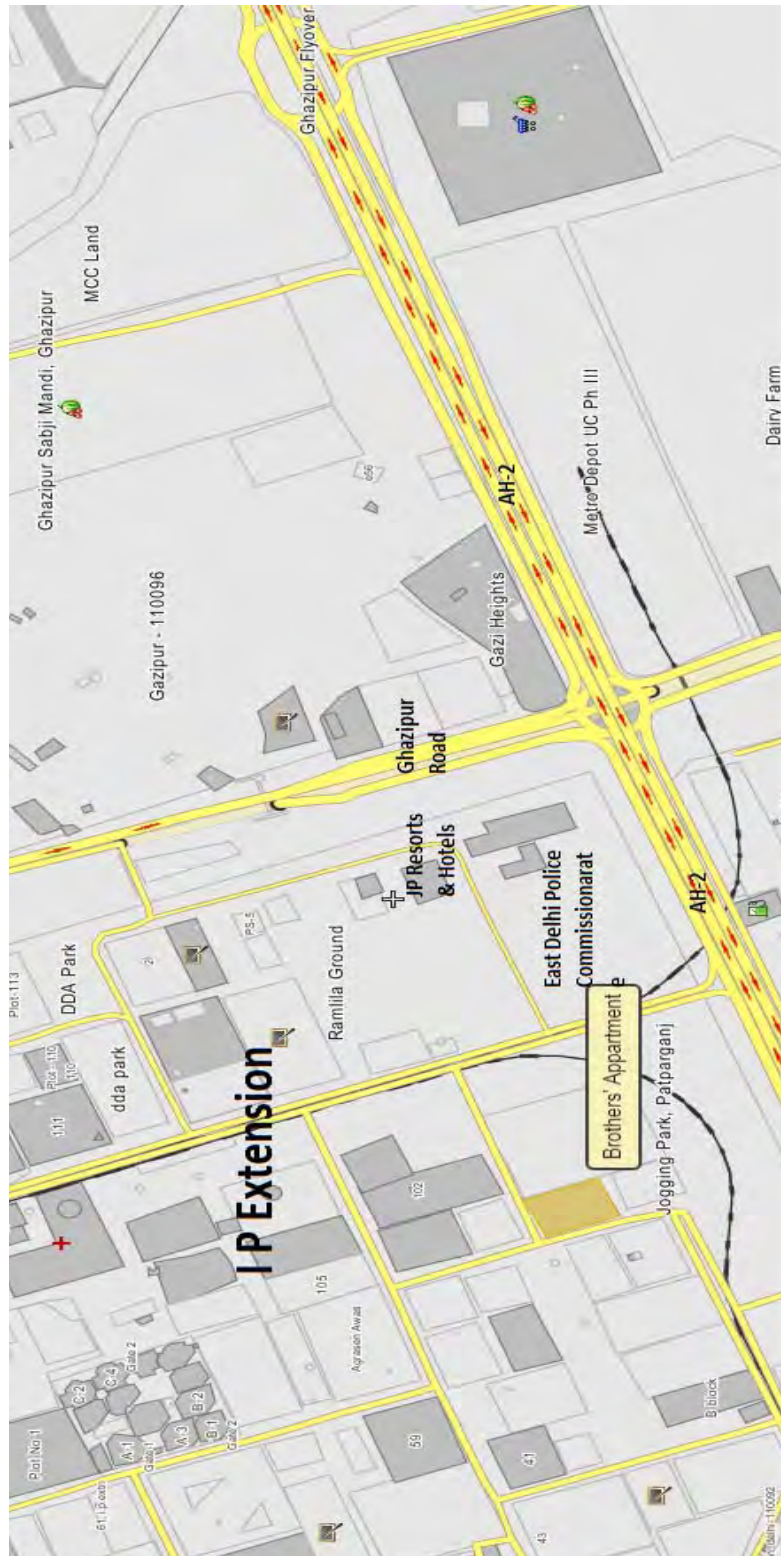 Plot No 1
61, i.p extn
A-1
Gate 1
A-3
B-1
Gate 2
B-2
C-2
C-4
Gate 2
I P Extension
105
Agrasen Awas
59
102
41
43
B block
111
Plot - 110
110
Plot-113
DDA Park
dda park
2
PS-5
Ramlila Ground
JP Resorts
& Hotels
East Delhi Police
Commissionarat
e
Brothers' Appartment
Jogging Park, Patparganj
AH-2
Ghazipur
Road
Gazipur - 110096
Gazi Heights
AH-2
Ghazipur Sabji Mandi, Ghazipur
MCC Land
Ghazipur Flyover
Metro Depot UC Ph III
Dairy Farm